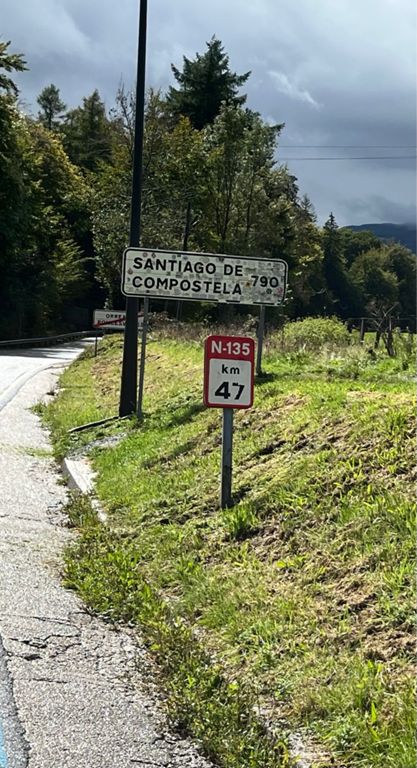 SANTIAGO DE
COMPOSTELA 790
N-135
km
47